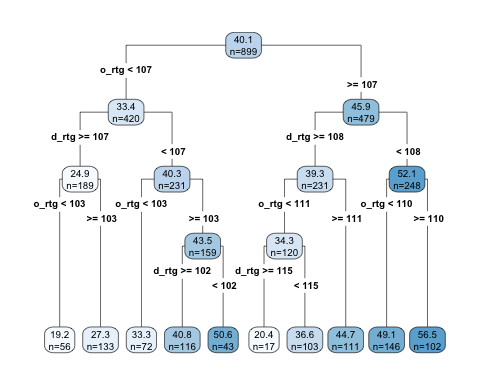 40.1
n=899
o_rtg < 107
>= 107
33.4
n=420
45.9
n=479
d_rtg >= 107
< 107
d_rtg >= 108
< 108
24.9
n=189
40.3
n=231
39.3
n=231
52.1
n=248
o_rtg < 103
>= 103
o_rtg < 103
>= 103
o_rtg < 111
>= 111
o_rtg < 110
>= 110
43.5
n=159
34.3
n=120
d_rtg >= 102
< 102
d_rtg >= 115
< 115
19.2
n=56
27.3
n=133
33.3
n=72
40.8
n=116
50.6
n=43
20.4
n=17
36.6
n=103
44.7
n=111
49.1
n=146
56.5
n=102